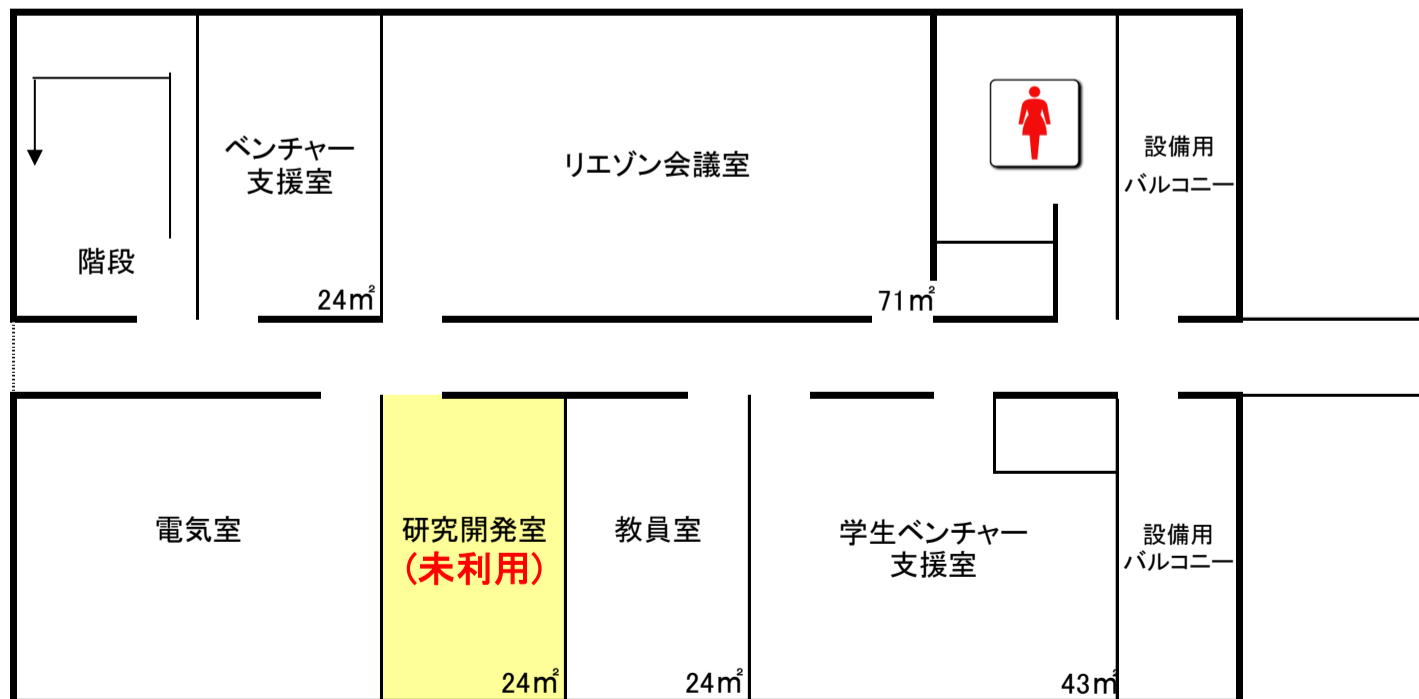 ベンチャー
支援室
リエゾン会議室
設備用
バルコニー
階段
24㎡
71㎡
電気室
研究開発室
(未利用)
教員室
学生ベンチャー
支援室
設備用
バルコニー
24㎡
24㎡
43㎡